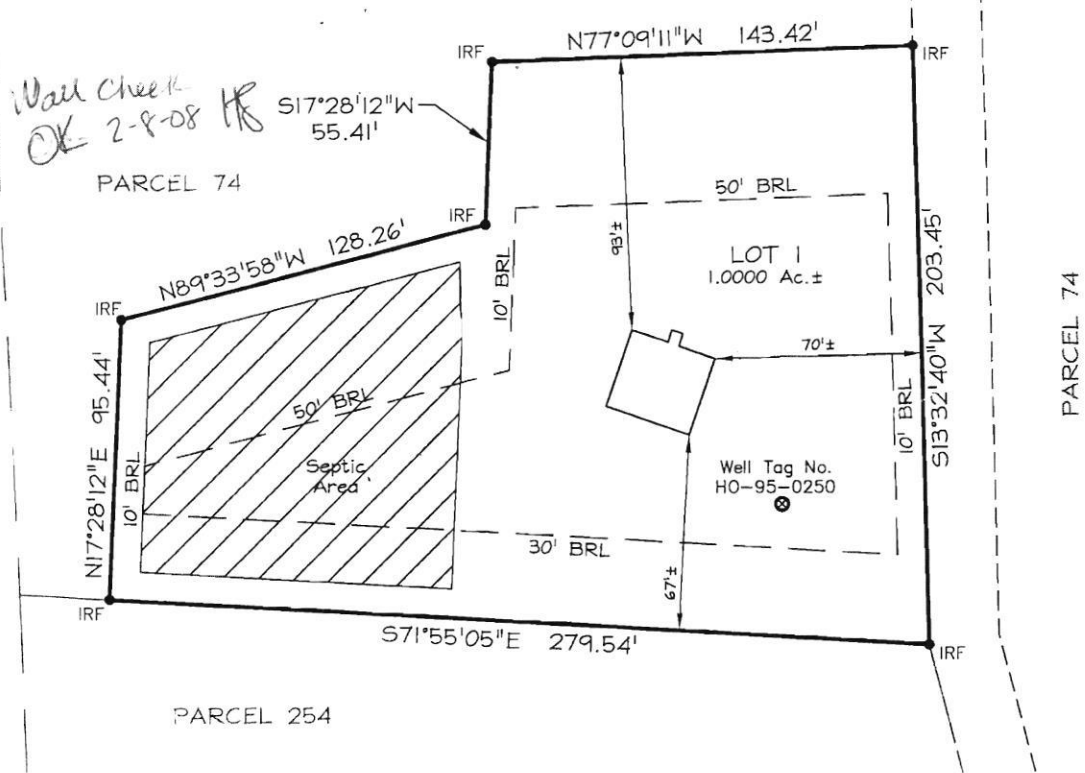 N77°09'11"W 143.42'
IRF
IRF
Wall Check
OK 2-8-08
S17°28'12"W
55.41'
PARCEL 74
50' BRL
IRF
N89°33'58"W 128.26'
93'±
LOT 1
1.0000 Ac.±
S13°32'40"W 203.45'
10' BRL
IRF
PARCEL 74
70'±
N17°28'12"E 95.44'
50' BRL
10' BRL
10' BRL
Septic
Area
Well Tag No.
HO-95-0250
30' BRL
67'±
IRF
S71°55'05"E 279.54'
IRF
PARCEL 254